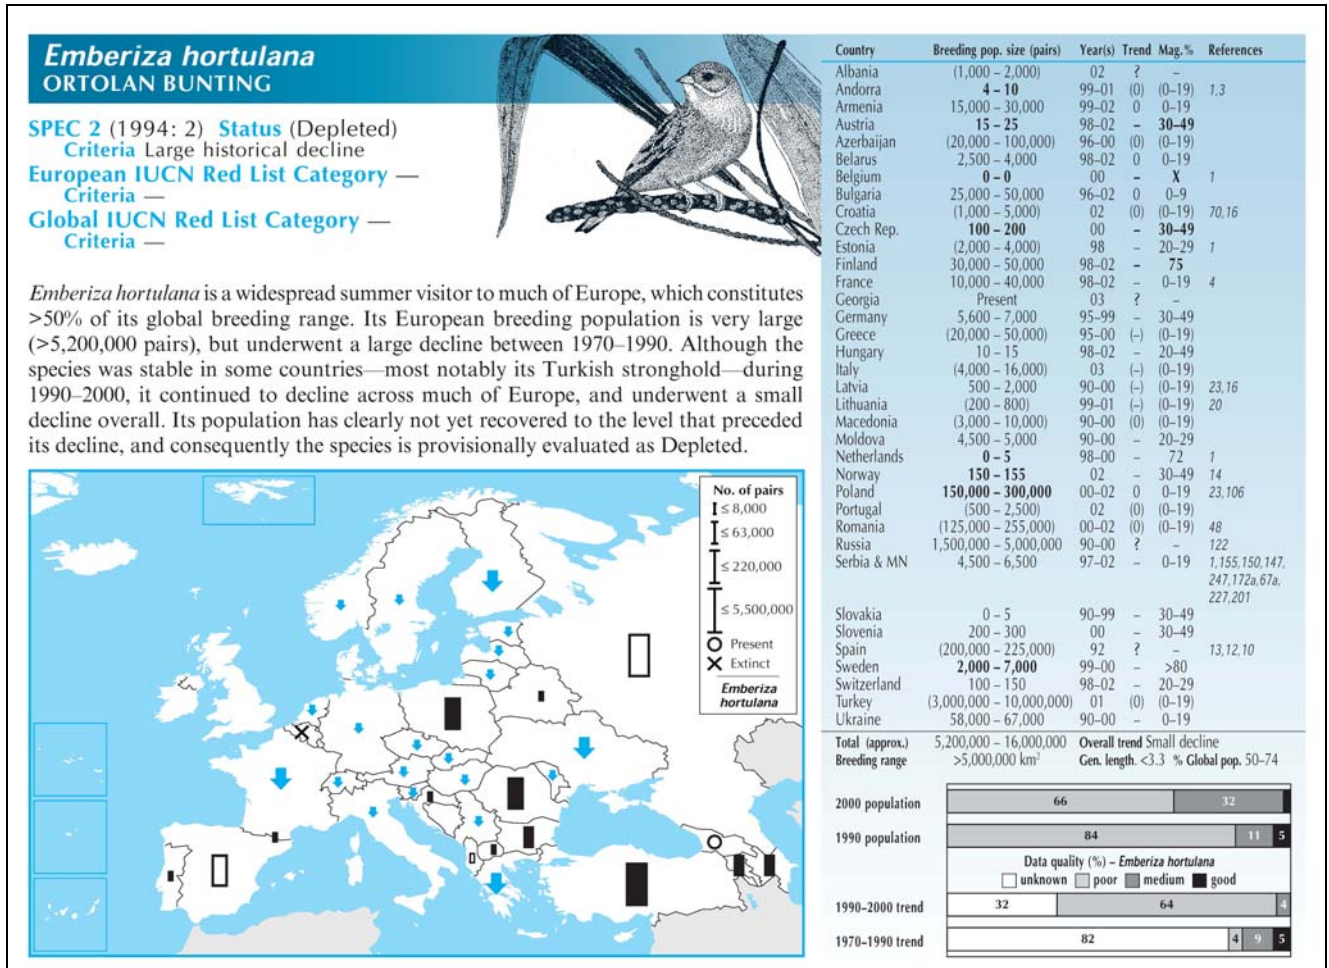 Emberiza hortulana
ORTOLAN BUNTING
SPEC 2 (1994: 2) Status (Depleted)
Criteria Large historical decline
European IUCN Red List Category —
Criteria —
Global IUCN Red List Category —
Criteria —
Emberiza hortulana is a widespread summer visitor to much of Europe, which constitutes
>50% of its global breeding range. Its European breeding population is very large
(>5,200,000 pairs), but underwent a large decline between 1970–1990. Although the
species was stable in some countries—most notably its Turkish stronghold—during
1990–2000, it continued to decline across much of Europe, and underwent a small
decline overall. Its population has clearly not yet recovered to the level that preceded
its decline, and consequently the species is provisionally evaluated as Depleted.
No. of pairs
≤ 8,000
≤ 63,000
≤ 220,000
≤ 5,500,000
Present
Extinct
Emberiza
hortulana
Country Breeding pop. size (pairs) Year(s) Trend Mag.% References
Albania (1,000 – 2,000) 02 ? –
Andorra 4 – 10 99–01 (0) (0–19) 1,3
Armenia 15,000 – 30,000 99–02 0 0–19
Austria 15 – 25 98–02 – 30–49
Azerbaijan (20,000 – 100,000) 96–00 (0) (0–19)
Belarus 2,500 – 4,000 98–02 0 0–19
Belgium 0 – 0 00 – X 1
Bulgaria 25,000 – 50,000 96–02 0 0–9
Croatia (1,000 – 5,000) 02 (0) (0–19) 70,16
Czech Rep. 100 – 200 00 – 30–49
Estonia (2,000 – 4,000) 98 – 20–29 1
Finland 30,000 – 50,000 98–02 – 75
France 10,000 – 40,000 98–02 – 0–19 4
Georgia Present 03 ? –
Germany 5,600 – 7,000 95–99 – 30–49
Greece (20,000 – 50,000) 95–00 (–) (0–19)
Hungary 10 – 15 98–02 – 20–49
Italy (4,000 – 16,000) 03 (–) (0–19)
Latvia 500 – 2,000 90–00 (–) (0–19) 23,16
Lithuania (200 – 800) 99–01 (–) (0–19) 20
Macedonia (3,000 – 10,000) 90–00 (0) (0–19)
Moldova 4,500 – 5,000 90–00 – 20–29
Netherlands 0 – 5 98–00 – 72 1
Norway 150 – 155 02 – 30–49 14
Poland 150,000 – 300,000 00–02 0 0–19 23,106
Portugal (500 – 2,500) 02 (0) (0–19)
Romania (125,000 – 255,000) 00–02 (0) (0–19) 48
Russia 1,500,000 – 5,000,000 90–00 ? – 122
Serbia & MN 4,500 – 6,500 97–02 – 0–19 1,155,150,147,
247,172a,67a,
227,201
Slovakia 0 – 5 90–99 – 30–49
Slovenia 200 – 300 00 – 30–49
Spain (200,000 – 225,000) 92 ? – 13,12,10
Sweden 2,000 – 7,000 99–00 – >80
Switzerland 100 – 150 98–02 – 20–29
Turkey (3,000,000 – 10,000,000) 01 (0) (0–19)
Ukraine 58,000 – 67,000 90–00 – 0–19
Total (approx.) 5,200,000 – 16,000,000 Overall trend Small decline
Breeding range >5,000,000 km² Gen. length. <3.3 % Global pop. 50–74
2000 population 66 32
1990 population 84 11 5
Data quality (%) – Emberiza hortulana
unknown poor medium good
1990–2000 trend 32 64 4
1970–1990 trend 82 4 9 5